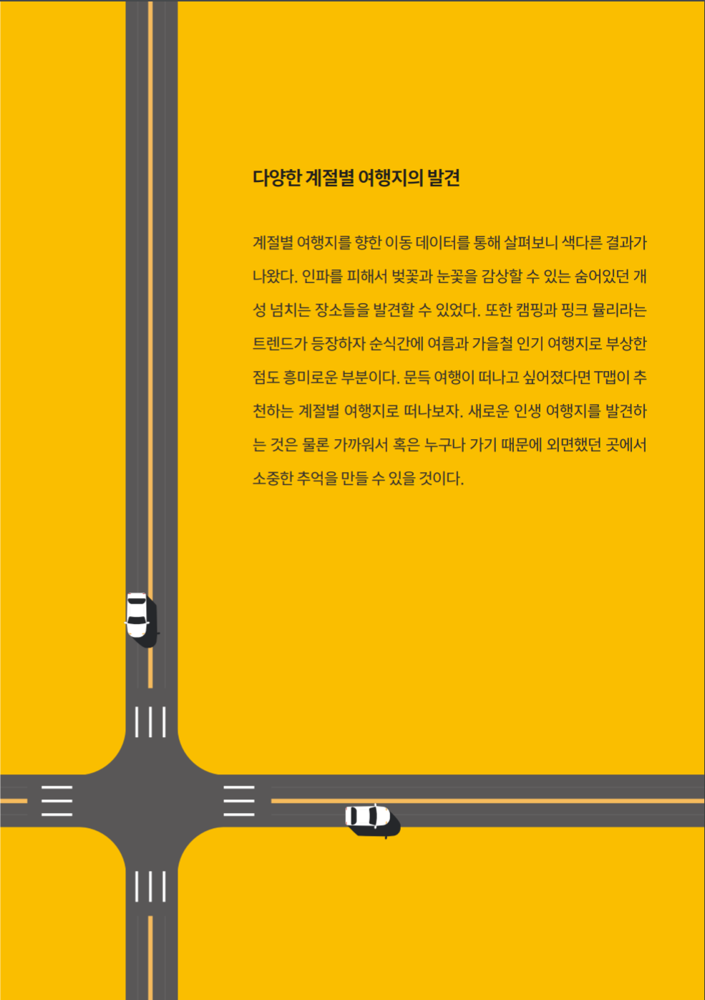 다양한 계절별 여행지의 발견
계절별 여행지를 향한 이동 데이터를 통해 살펴보니 색다른 결과가
나왔다. 인파를 피해서 벚꽃과 눈꽃을 감상할 수 있는 숨어있던 개
성 넘치는 장소들을 발견할 수 있었다. 또한 캠핑과 핑크 뮬리라는
트렌드가 등장하자 순식간에 여름과 가을철 인기 여행지로 부상한
점도 흥미로운 부분이다. 문득 여행이 떠나고 싶어졌다면 T맵이 추
천하는 계절별 여행지로 떠나보자. 새로운 인생 여행지를 발견하
는 것은 물론 가까워서 혹은 누구나 가기 때문에 외면했던 곳에서
소중한 추억을 만들 수 있을 것이다.